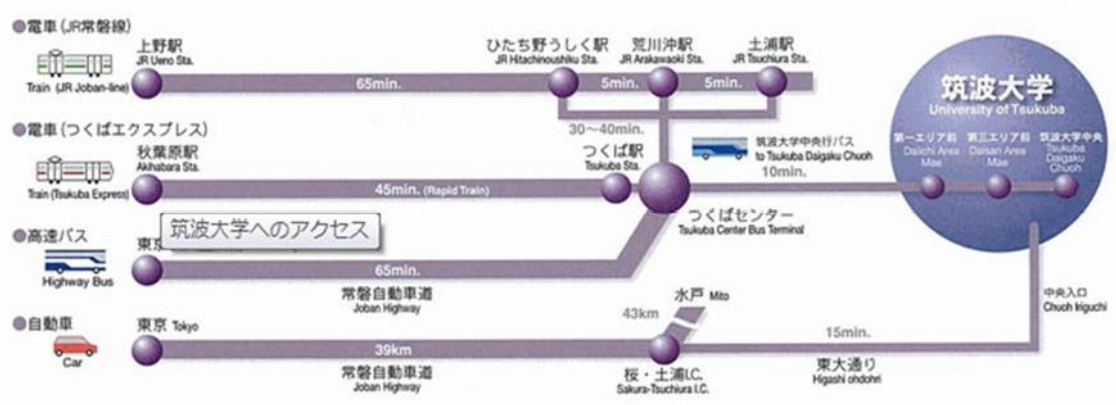 ●電車(JR常磐線)
Train (JR Joban-line)
上野駅
JR Ueno Sta.
65min.
ひたち野うしく駅
JR Hitachinoushiku Sta.
5min.
荒川沖駅
JR Arakawaoki Sta.
5min.
土浦駅
JR Tsuchiura Sta.
30〜40min.
●電車(つくばエクスプレス)
Train (Tsukuba Express)
秋葉原駅
Akihabara Sta.
45min. (Rapid Train)
つくば駅
Tsukuba Sta.
つくばセンター
Tsukuba Center Bus Terminal
筑波大学中央行バス
to Tsukuba Daigaku Chuoh
10min.
筑波大学
University of Tsukuba
第一エリア前
Daiichi Area
Mae
第三エリア前
Daisan Area
Mae
筑波大学中央
Tsukuba
Daigaku
Chuoh
筑波大学へのアクセス
●高速バス
Highway Bus
東京
65min.
常磐自動車道
Joban Highway
●自動車
Car
東京 Tokyo
39km
常磐自動車道
Joban Highway
水戸 Mito
43km
桜・土浦I.C.
Sakura-Tsuchiura I.C.
15min.
東大通り
Higashi ohdohri
中央入口
Chuoh Iriguchi